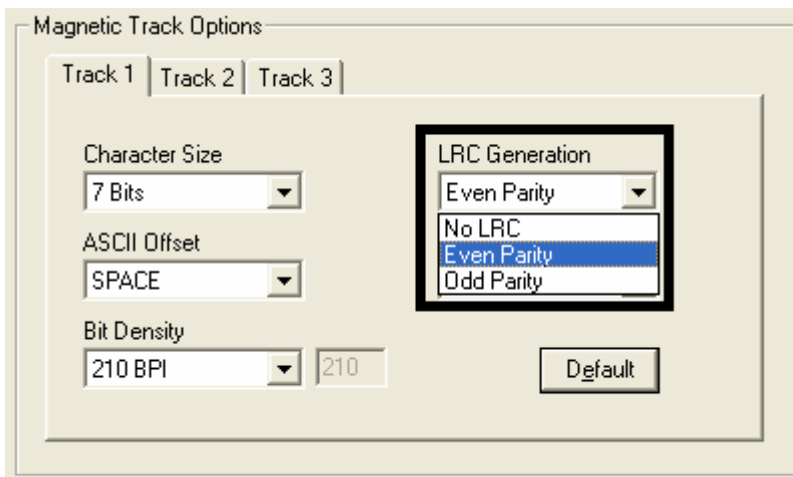 Magnetic Track Options
Track 1 Track 2 Track 3
Character Size
7 Bits
ASCII Offset
SPACE
Bit Density
210 BPI 210
LRC Generation
Even Parity
No LRC
Even Parity
Odd Parity
Default